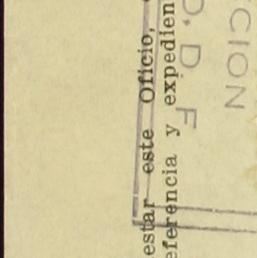 estar este Oficio,
eferencia y expedien
D. F
CION